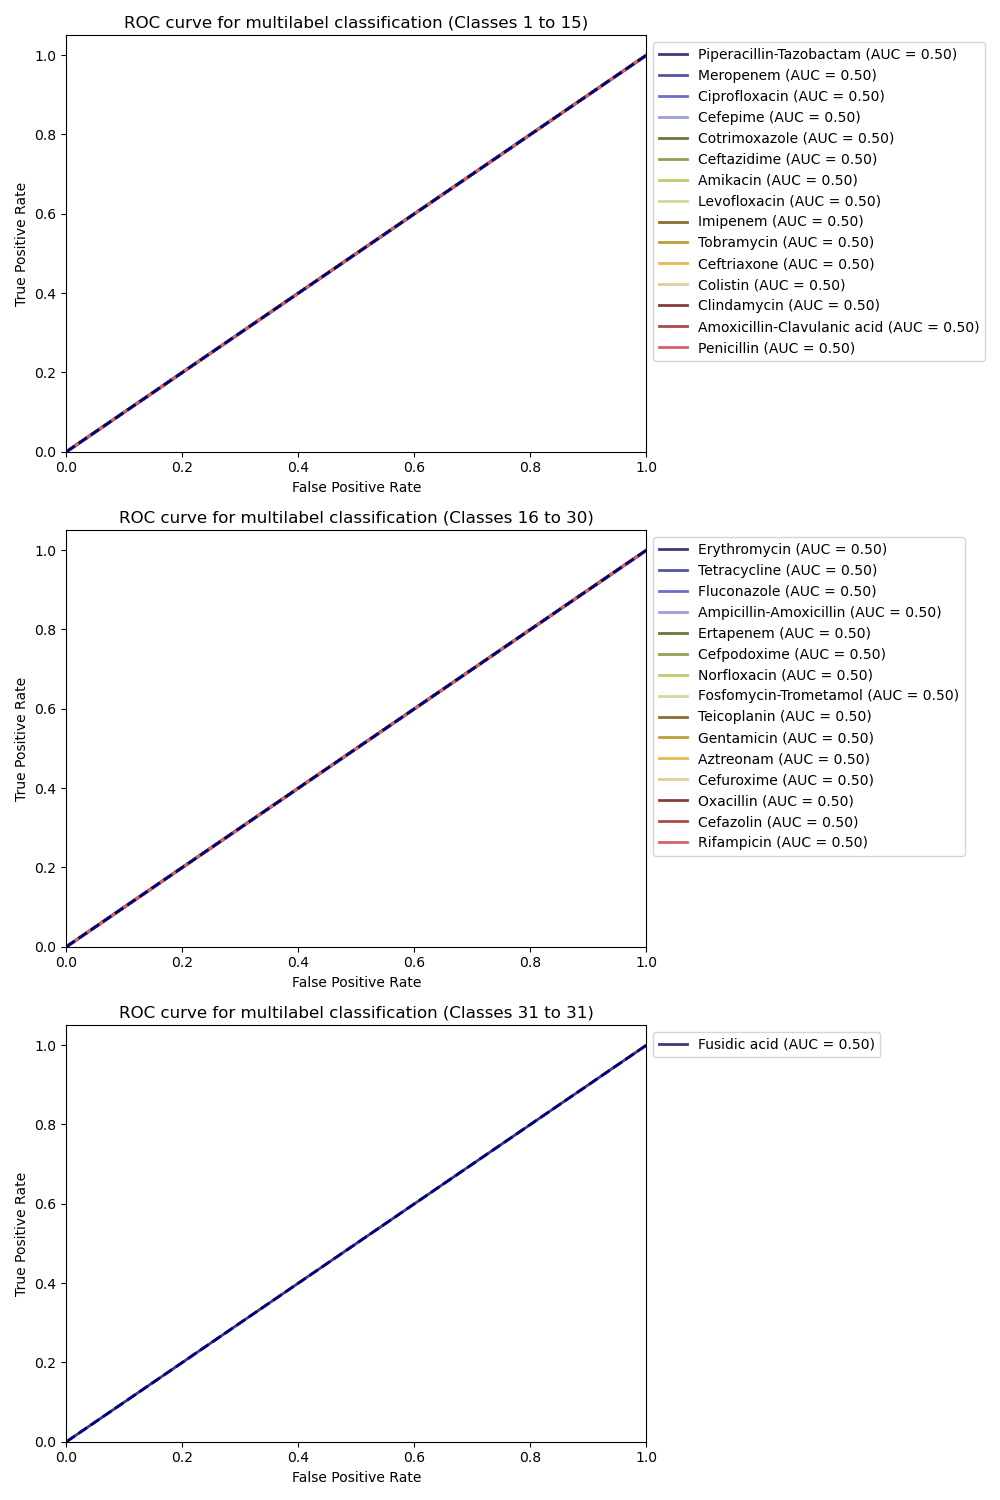 ROC curve for multilabel classification (Classes 1 to 15)
1.0
0.8
0.6
0.4
0.2
0.0
True Positive Rate
0.0 0.2 0.4 0.6 0.8 1.0
False Positive Rate
Piperacillin-Tazobactam (AUC = 0.50)
Meropenem (AUC = 0.50)
Ciprofloxacin (AUC = 0.50)
Cefepime (AUC = 0.50)
Cotrimoxazole (AUC = 0.50)
Ceftazidime (AUC = 0.50)
Amikacin (AUC = 0.50)
Levofloxacin (AUC = 0.50)
Imipenem (AUC = 0.50)
Tobramycin (AUC = 0.50)
Ceftriaxone (AUC = 0.50)
Colistin (AUC = 0.50)
Clindamycin (AUC = 0.50)
Amoxicillin-Clavulanic acid (AUC = 0.50)
Penicillin (AUC = 0.50)
ROC curve for multilabel classification (Classes 16 to 30)
1.0
0.8
0.6
0.4
0.2
0.0
True Positive Rate
0.0 0.2 0.4 0.6 0.8 1.0
False Positive Rate
Erythromycin (AUC = 0.50)
Tetracycline (AUC = 0.50)
Fluconazole (AUC = 0.50)
Ampicillin-Amoxicillin (AUC = 0.50)
Ertapenem (AUC = 0.50)
Cefpodoxime (AUC = 0.50)
Norfloxacin (AUC = 0.50)
Fosfomycin-Trometamol (AUC = 0.50)
Teicoplanin (AUC = 0.50)
Gentamicin (AUC = 0.50)
Aztreonam (AUC = 0.50)
Cefuroxime (AUC = 0.50)
Oxacillin (AUC = 0.50)
Cefazolin (AUC = 0.50)
Rifampicin (AUC = 0.50)
ROC curve for multilabel classification (Classes 31 to 31)
1.0
0.8
0.6
0.4
0.2
0.0
True Positive Rate
0.0 0.2 0.4 0.6 0.8 1.0
False Positive Rate
Fusidic acid (AUC = 0.50)